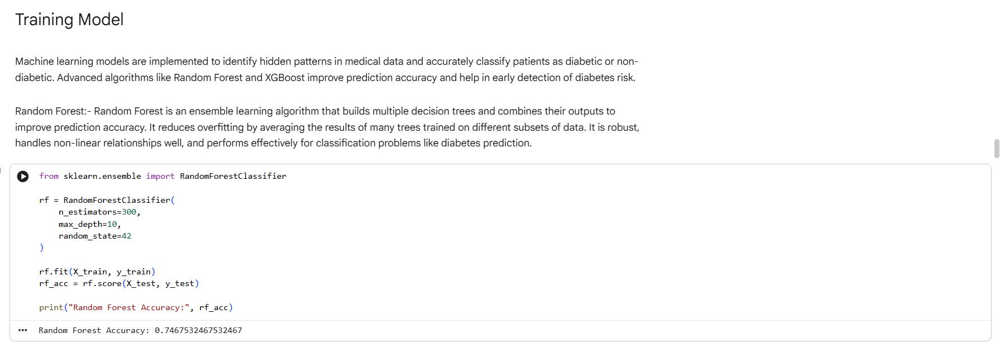 Training Model
Machine learning models are implemented to identify hidden patterns in medical data and accurately classify patients as diabetic or non-
diabetic. Advanced algorithms like Random Forest and XGBoost improve prediction accuracy and help in early detection of diabetes risk.
Random Forest:- Random Forest is an ensemble learning algorithm that builds multiple decision trees and combines their outputs to
improve prediction accuracy. It reduces overfitting by averaging the results of many trees trained on different subsets of data. It is robust,
handles non-linear relationships well, and performs effectively for classification problems like diabetes prediction.
from sklearn.ensemble import RandomForestClassifier
rf = RandomForestClassifier(
    n_estimators=300,
    max_depth=10,
    random_state=42
)
rf.fit(X_train, y_train)
rf_acc = rf.score(X_test, y_test)
print("Random Forest Accuracy:", rf_acc)
Random Forest Accuracy: 0.7467532467532467